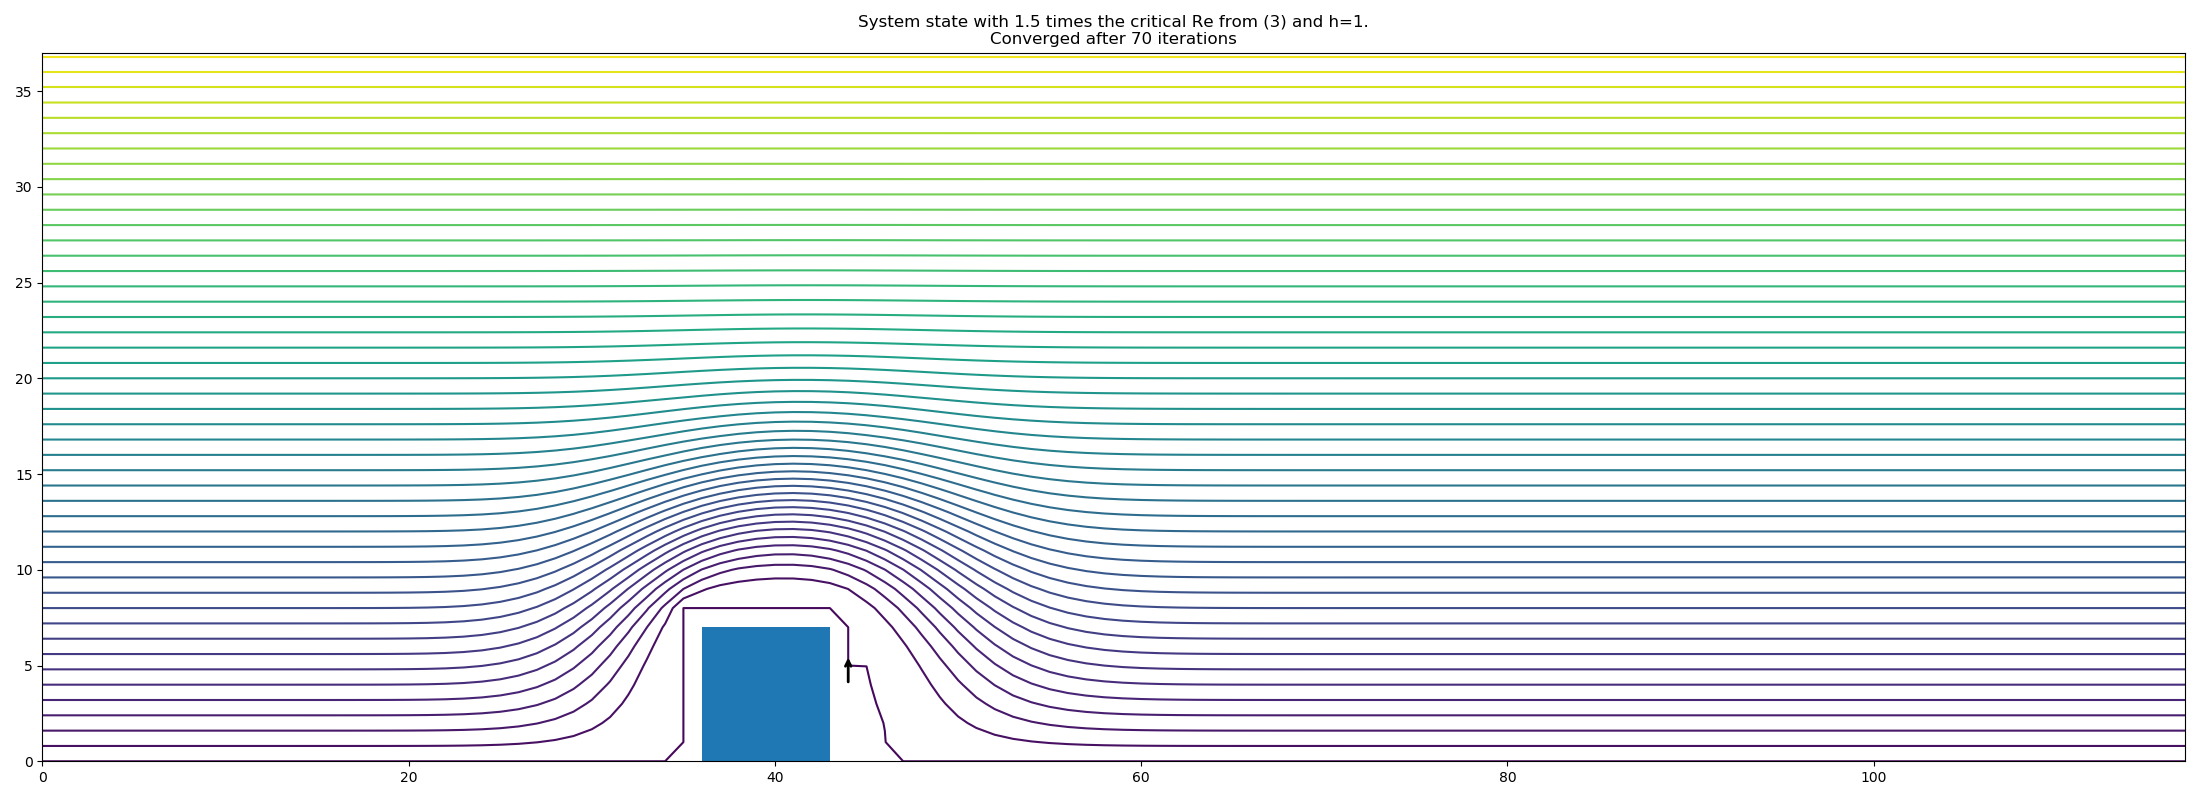 System state with 1.5 times the critical Re from (3) and h=1.
Converged after 70 iterations
35
30
25
20
15
10
5
0
0 20 40 60 80 100